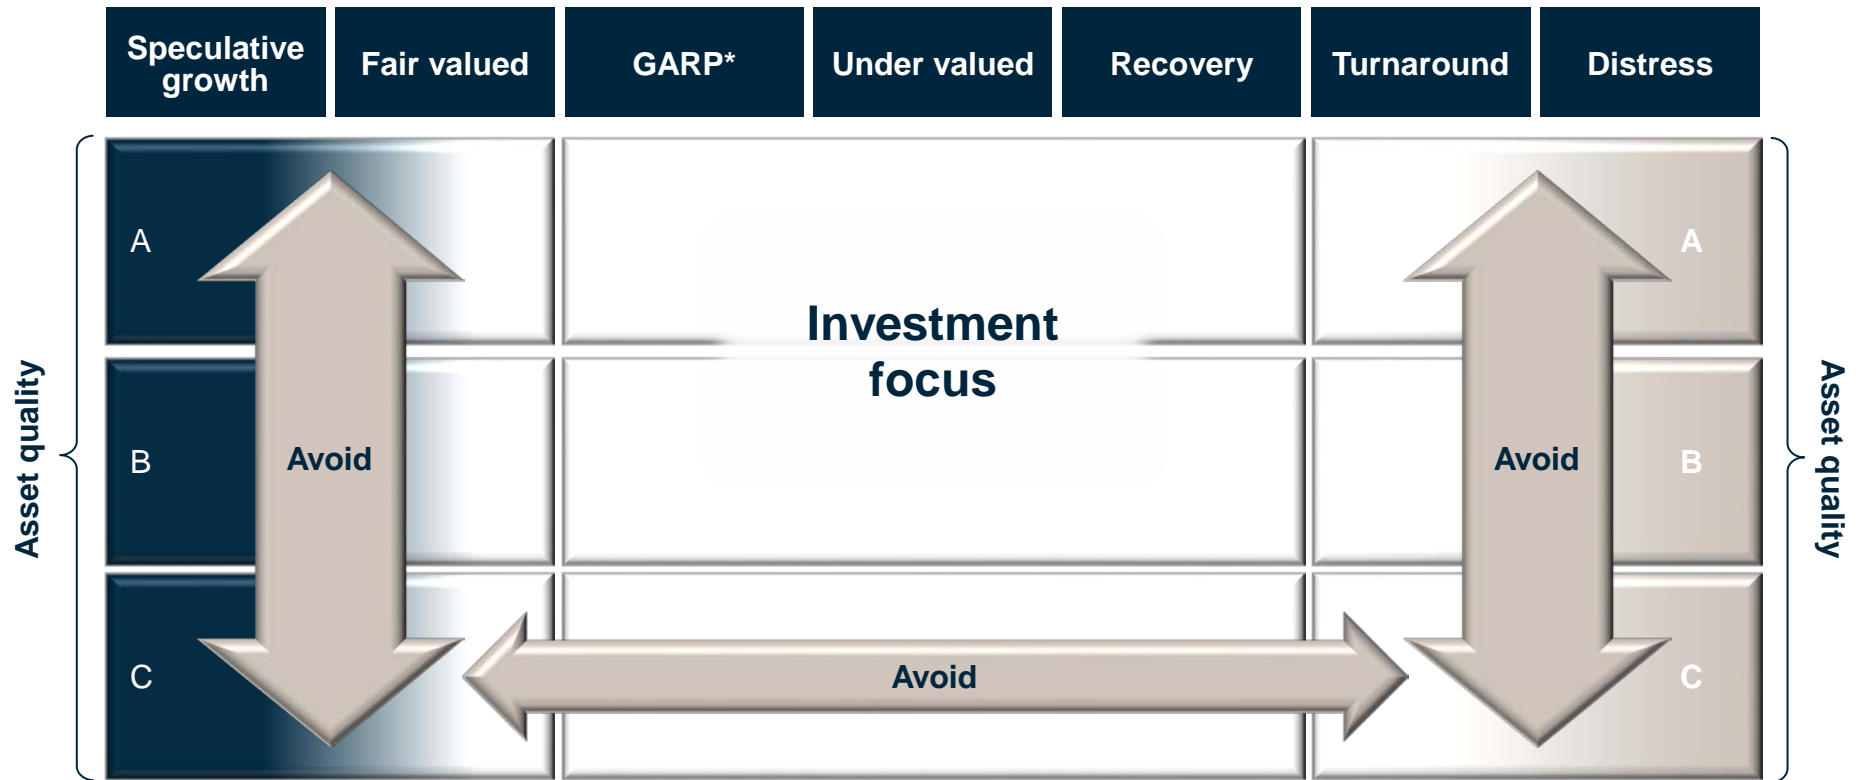 Speculative
growth
Fair valued
GARP*
Under valued
Recovery
Turnaround
Distress
Asset quality
A
Investment
focus
A
B
Avoid
Avoid
B
C
Avoid
C
Asset quality